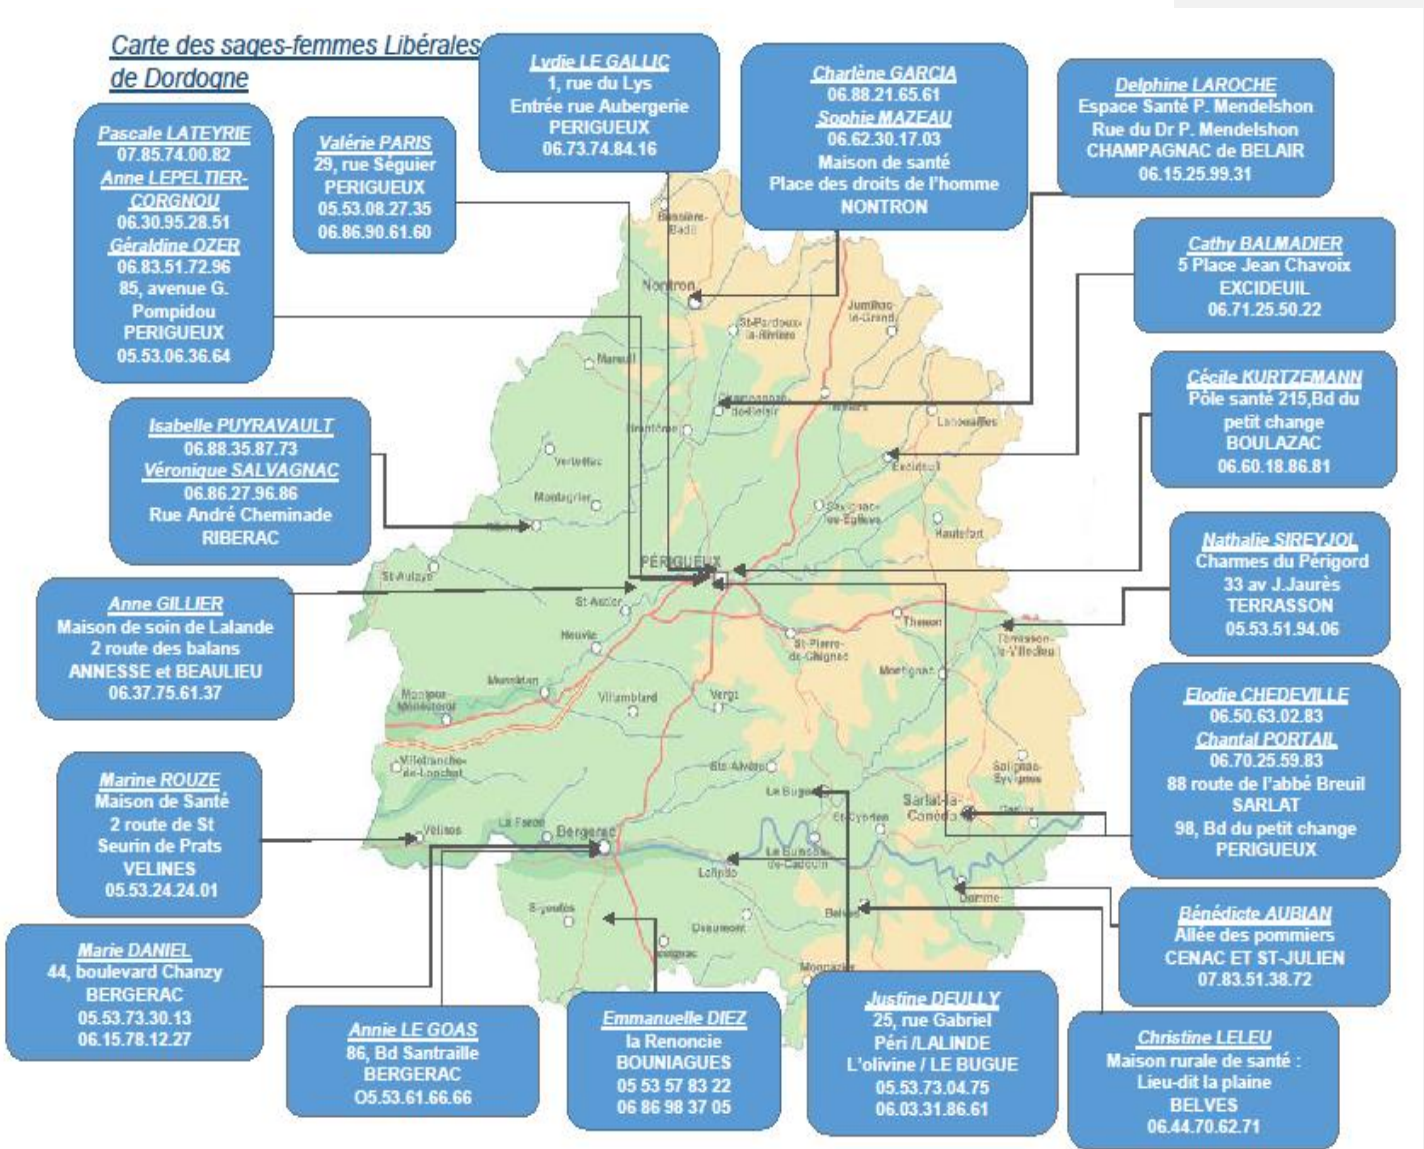 Carte des sages-femmes Libérales
de Dordogne
Pascale LATEYRIE
07.85.74.00.82
Anne LEPELTIER-
CORGNOU
06.30.95.28.51
Géraldine OZER
06.83.51.72.96
85, avenue G.
Pompidou
PERIGUEUX
05.53.06.36.64
Valérie PARIS
29, rue Séguier
PERIGUEUX
05.53.08.27.35
06.86.90.61.60
Lydie LE GALLIC
1, rue du Lys
Entrée rue Aubergerie
PERIGUEUX
06.73.74.84.16
Charlène GARCIA
06.88.21.65.61
Sophie MAZEAU
06.62.30.17.03
Maison de santé
Place des droits de l'homme
NONTRON
Delphine LAROCHE
Espace Santé P. Mendelshon
Rue du Dr P. Mendelshon
CHAMPAGNAC de BELAIR
06.15.25.99.31
Cathy BALMADIER
5 Place Jean Chavoix
EXCIDEUIL
06.71.25.50.22
Cécile KURTZEMANN
Pôle santé 215,Bd du
petit change
BOULAZAC
06.60.18.86.81
Isabelle PUYRAVAULT
06.88.35.87.73
Véronique SALVAGNAC
06.86.27.96.86
Rue André Cheminade
RIBERAC
Nathalie SIREYJOL
Charmes du Périgord
33 av J.Jaurès
TERRASSON
05.53.51.94.06
Anne GILLIER
Maison de soin de Lalande
2 route des balans
ANNESSE et BEAULIEU
06.37.75.61.37
Elodie CHEDEVILLE
06.50.63.02.83
Chantal PORTAIL
06.70.25.59.83
88 route de l'abbé Breuil
SARLAT
98, Bd du petit change
PERIGUEUX
Marine ROUZE
Maison de Santé
2 route de St
Seurin de Prats
VELINES
05.53.24.24.01
Bénédicte AUBIAN
Allée des pommiers
CENAC ET ST-JULIEN
07.83.51.38.72
Marie DANIEL
44, boulevard Chanzy
BERGERAC
05.53.73.30.13
06.15.78.12.27
Annie LE GOAS
86, Bd Santraille
BERGERAC
O5.53.61.66.66
Emmanuelle DIEZ
la Renoncie
BOUNIAGUES
05 53 57 83 22
06 86 98 37 05
Justine DEULLY
25, rue Gabriel
Péri /LALINDE
L'olivine / LE BUGUE
05.53.73.04.75
06.03.31.86.61
Christine LELEU
Maison rurale de santé :
Lieu-dit la plaine
BELVES
06.44.70.62.71
Bussière-
Badil
Nontron
St-Pardoux-
la-Rivière
Jumilhac-
le-Grand
Mareuil
de-Belair
Lanouailles
Excideuil
Verteillac
Montagrier
Savignac-
les-Eglises
Hautefort
PÉRIGUEUX
St-Aulaye
St-Astier
Neuvic
St-Pierre-
de-Chignac
Thenon
Terrasson-
la-Villedieu
Montignac
Mussidan
Villamblard
Vergt
Villefranche-
de-Lonchat
Ste-Alvère
Salignac-
Eyvigues
Le Bugue
Sarlat-la-
Canéda
St-Cyprien
Vélines
La Force
Bergerac
Le Buisson-
de-Cadouin
Lalinde
Domme
Sigoulès
Beaumont
Belvès
Monpazier